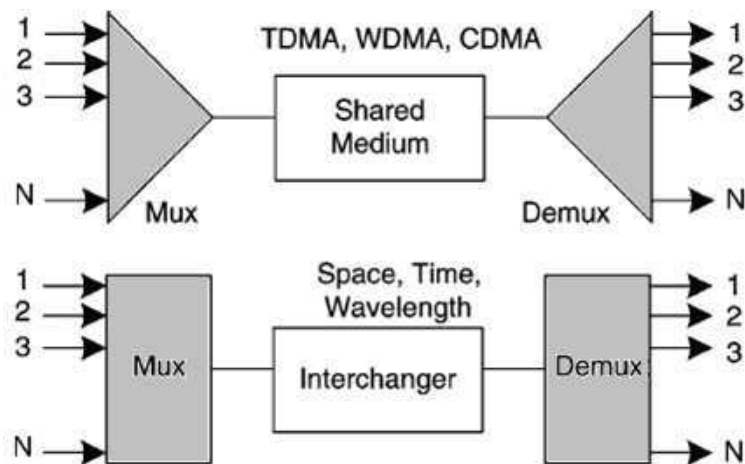 1
2
3
N
Mux
TDMA, WDMA, CDMA
Shared
Medium
Demux
1
2
3
N
1
2
3
N
Mux
Space, Time,
Wavelength
Interchanger
Demux
1
2
3
N